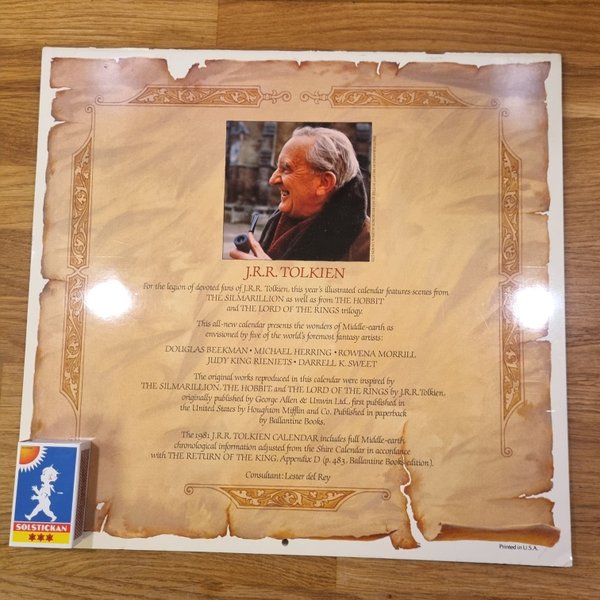 J.R.R. TOLKIEN
For the legion of devoted fans of J.R.R. Tolkien, this year's illustrated calendar features scenes from
THE SILMARILLION as well as from THE HOBBIT
and THE LORD OF THE RINGS trilogy.
This all-new calendar presents the wonders of Middle-earth as
envisioned by five of the world's foremost fantasy artists:
DOUGLAS BEEKMAN • MICHAEL HERRING • ROWENA MORRILL
JUDY KING RIENIETS • DARRELL K. SWEET
The original works reproduced in this calendar were inspired by
THE SILMARILLION, THE HOBBIT, and THE LORD OF THE RINGS by J.R.R. Tolkien,
originally published by George Allen & Unwin Ltd., first published in
the United States by Houghton Mifflin and Co. Published in paperback
by Ballantine Books.
The 1981 J.R.R. TOLKIEN CALENDAR includes full Middle-earth
chronological information adjusted from the Shire Calendar in accordance
with THE RETURN OF THE KING, Appendix D (p. 483, Ballantine Books edition).
Consultant: Lester del Rey
SOLSTICKAN
Printed in U.S.A.